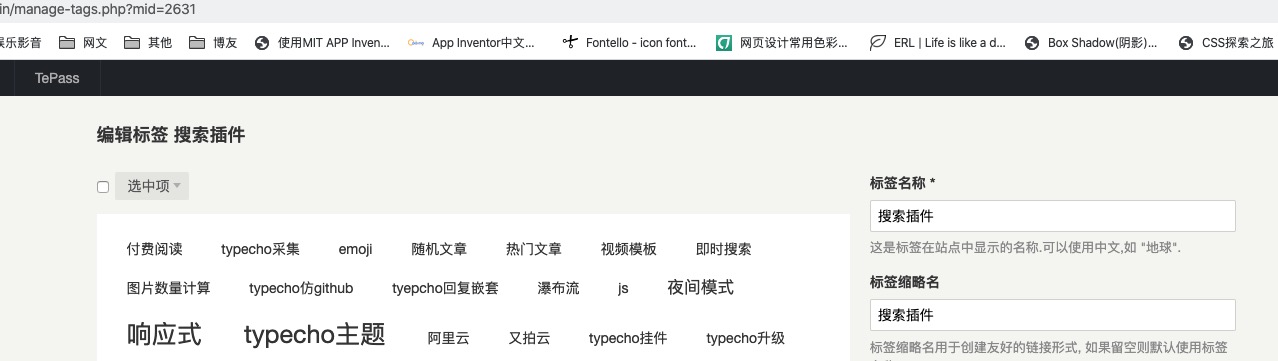 in/manage-tags.php?mid=2631
娱乐影音 网文 其他 博友 使用MIT APP Inven... App Inventor中文... Fontello - icon font... 网页设计常用色彩... ERL | Life is like a d... Box Shadow(阴影)... CSS探索之旅
TePass
编辑标签 搜索插件
选中项
标签名称 *
搜索插件
付费阅读 typecho采集 emoji 随机文章 热门文章 视频模板 即时搜索
这是标签在站点中显示的名称.可以使用中文,如 "地球".
标签缩略名
图片数量计算 typecho仿github tyepcho回复嵌套 瀑布流 js 夜间模式
搜索插件
响应式 typecho主题 阿里云 又拍云 typecho挂件 typecho升级
标签缩略名用于创建友好的链接形式, 如果留空则默认使用标签